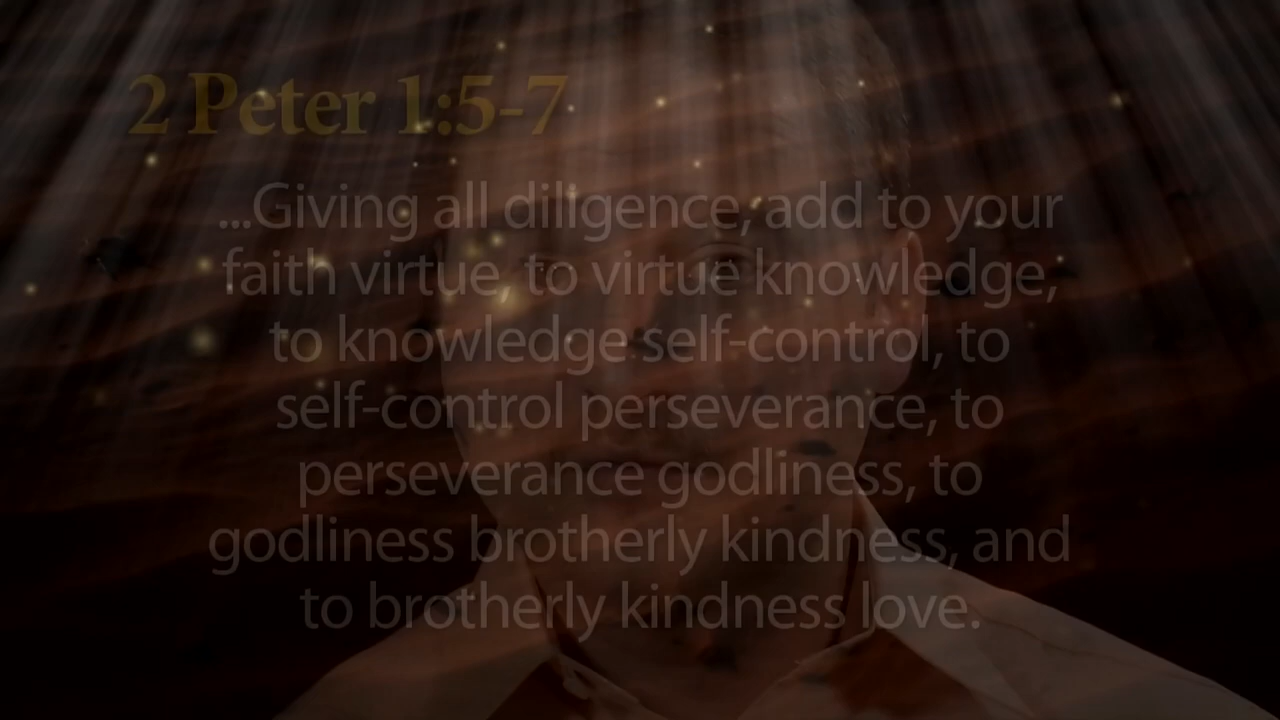 2 Peter 1:5-7
...Giving all diligence, add to your
faith virtue, to virtue knowledge,
to knowledge self-control, to
self-control perseverance, to
perseverance godliness, to
godliness brotherly kindness, and
to brotherly kindness love.